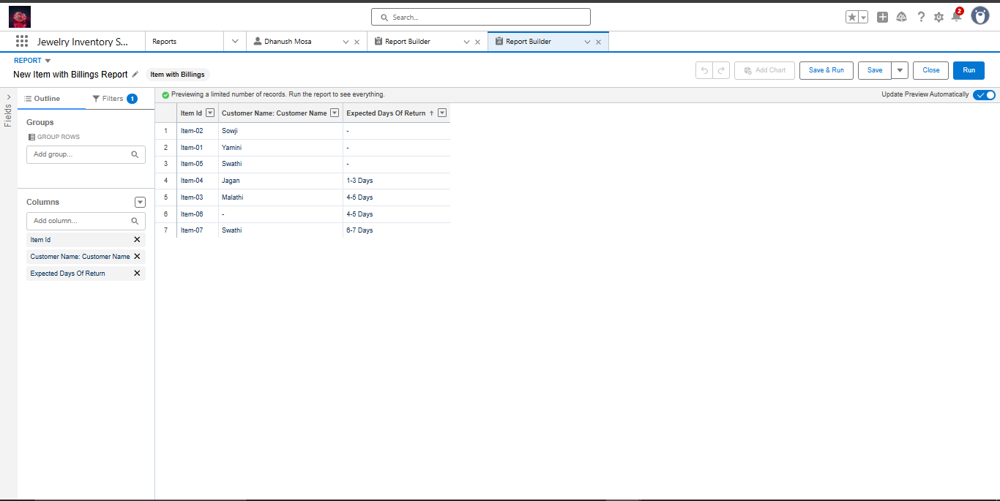 Search...
2
Jewelry Inventory S...
Reports
Dhanush Mosa
Report Builder
Report Builder
REPORT
New Item with Billings Report
Item with Billings
Add Chart
Save & Run
Save
Close
Run
Fields
Outline
Filters 1
Previewing a limited number of records. Run the report to see everything.
Update Preview Automatically
Groups
GROUP ROWS
Add group...
Columns
Add column...
Item Id
Customer Name: Customer Name
Expected Days Of Return
Item Id Customer Name: Customer Name Expected Days Of Return ↑
1 Item-02 Sowji -
2 Item-01 Yamini -
3 Item-05 Swathi -
4 Item-04 Jagan 1-3 Days
5 Item-03 Malathi 4-5 Days
6 Item-06 - 4-5 Days
7 Item-07 Swathi 6-7 Days